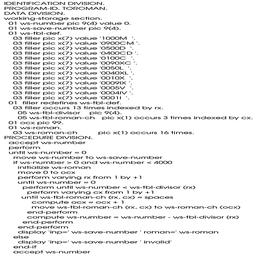 IDENTIFICATION DIVISION.
PROGRAM-ID. TOROMAN.
DATA DIVISION.
working-storage section.
01 ws-number pic 9(4) value 0.
01 ws-save-number pic 9(4).
01 ws-tbl-def.
03 filler pic x(7) value '1000M  '.
03 filler pic x(7) value '0900CM '.
03 filler pic x(7) value '0500D  '.
03 filler pic x(7) value '0400CD '.
03 filler pic x(7) value '0100C  '.
03 filler pic x(7) value '0090XC '.
03 filler pic x(7) value '0050L  '.
03 filler pic x(7) value '0040XL '.
03 filler pic x(7) value '0010X  '.
03 filler pic x(7) value '0009IX '.
03 filler pic x(7) value '0005V  '.
03 filler pic x(7) value '0004IV '.
03 filler pic x(7) value '0001I  '.
01 filler redefines ws-tbl-def.
03 filler occurs 13 times indexed by rx.
05 ws-tbl-divisor pic 9(4).
05 ws-tbl-roman-ch pic x(1) occurs 3 times indexed by cx.
01 ocx pic 99.
01 ws-roman.
03 ws-roman-ch pic x(1) occurs 16 times.
PROCEDURE DIVISION.
accept ws-number
perform
until ws-number = 0
move ws-number to ws-save-number
if ws-number > 0 and ws-number < 4000
initialize ws-roman
move 0 to ocx
perform varying rx from 1 by +1
until ws-number = 0
perform until ws-number < ws-tbl-divisor (rx)
perform varying cx from 1 by +1
until ws-tbl-roman-ch (rx, cx) = spaces
compute ocx = ocx + 1
move ws-tbl-roman-ch (rx, cx) to ws-roman-ch (ocx)
end-perform
compute ws-number = ws-number - ws-tbl-divisor (rx)
end-perform
end-perform
display 'inp=' ws-save-number ' roman=' ws-roman
else
display 'inp=' ws-save-number ' invalid'
end-if
accept ws-number